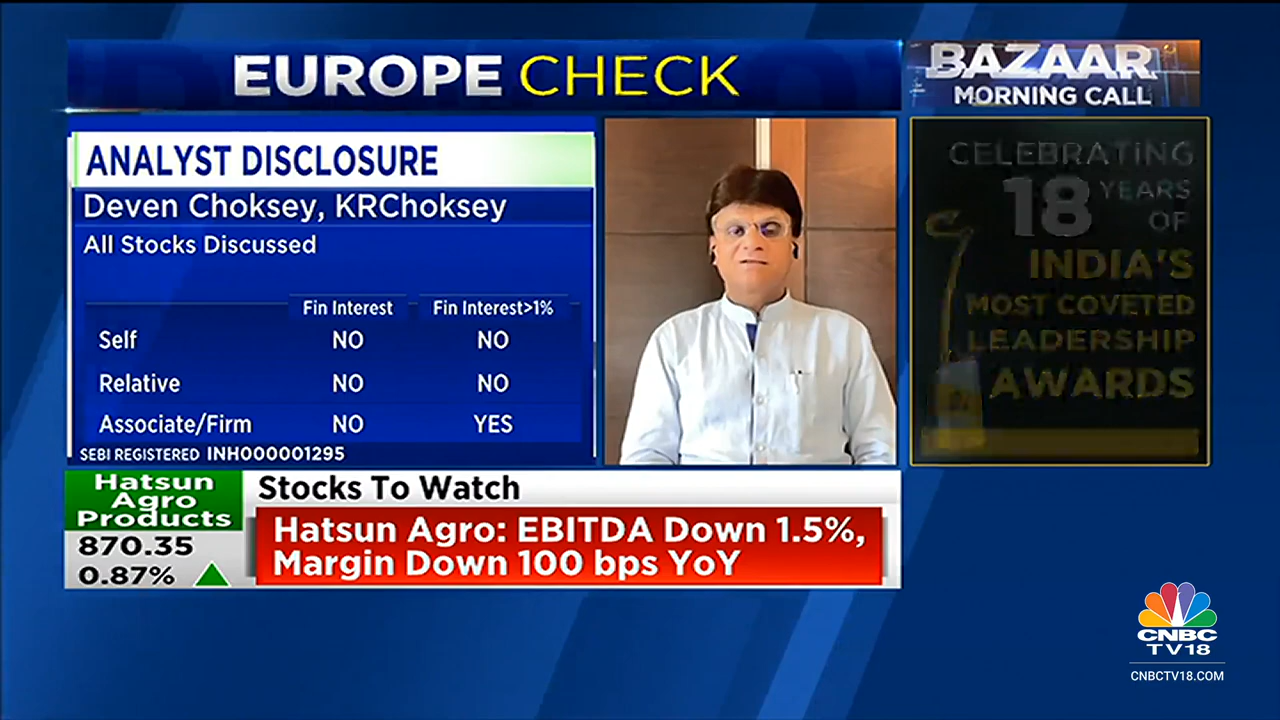 EUROPE CHECK
BAZAAR
MORNING CALL
ANALYST DISCLOSURE
Deven Choksey, KRChoksey
All Stocks Discussed
Fin Interest Fin Interest>1%
Self NO NO
Relative NO NO
Associate/Firm NO YES
SEBI REGISTERED INH000001295
CELEBRATING
18 YEARS
OF
INDIA'S
MOST COVETED
LEADERSHIP
AWARDS
Hatsun
Agro
Products
870.35
0.87%
Stocks To Watch
Hatsun Agro: EBITDA Down 1.5%,
Margin Down 100 bps YoY
CNBC
TV18
CNBCTV18.COM